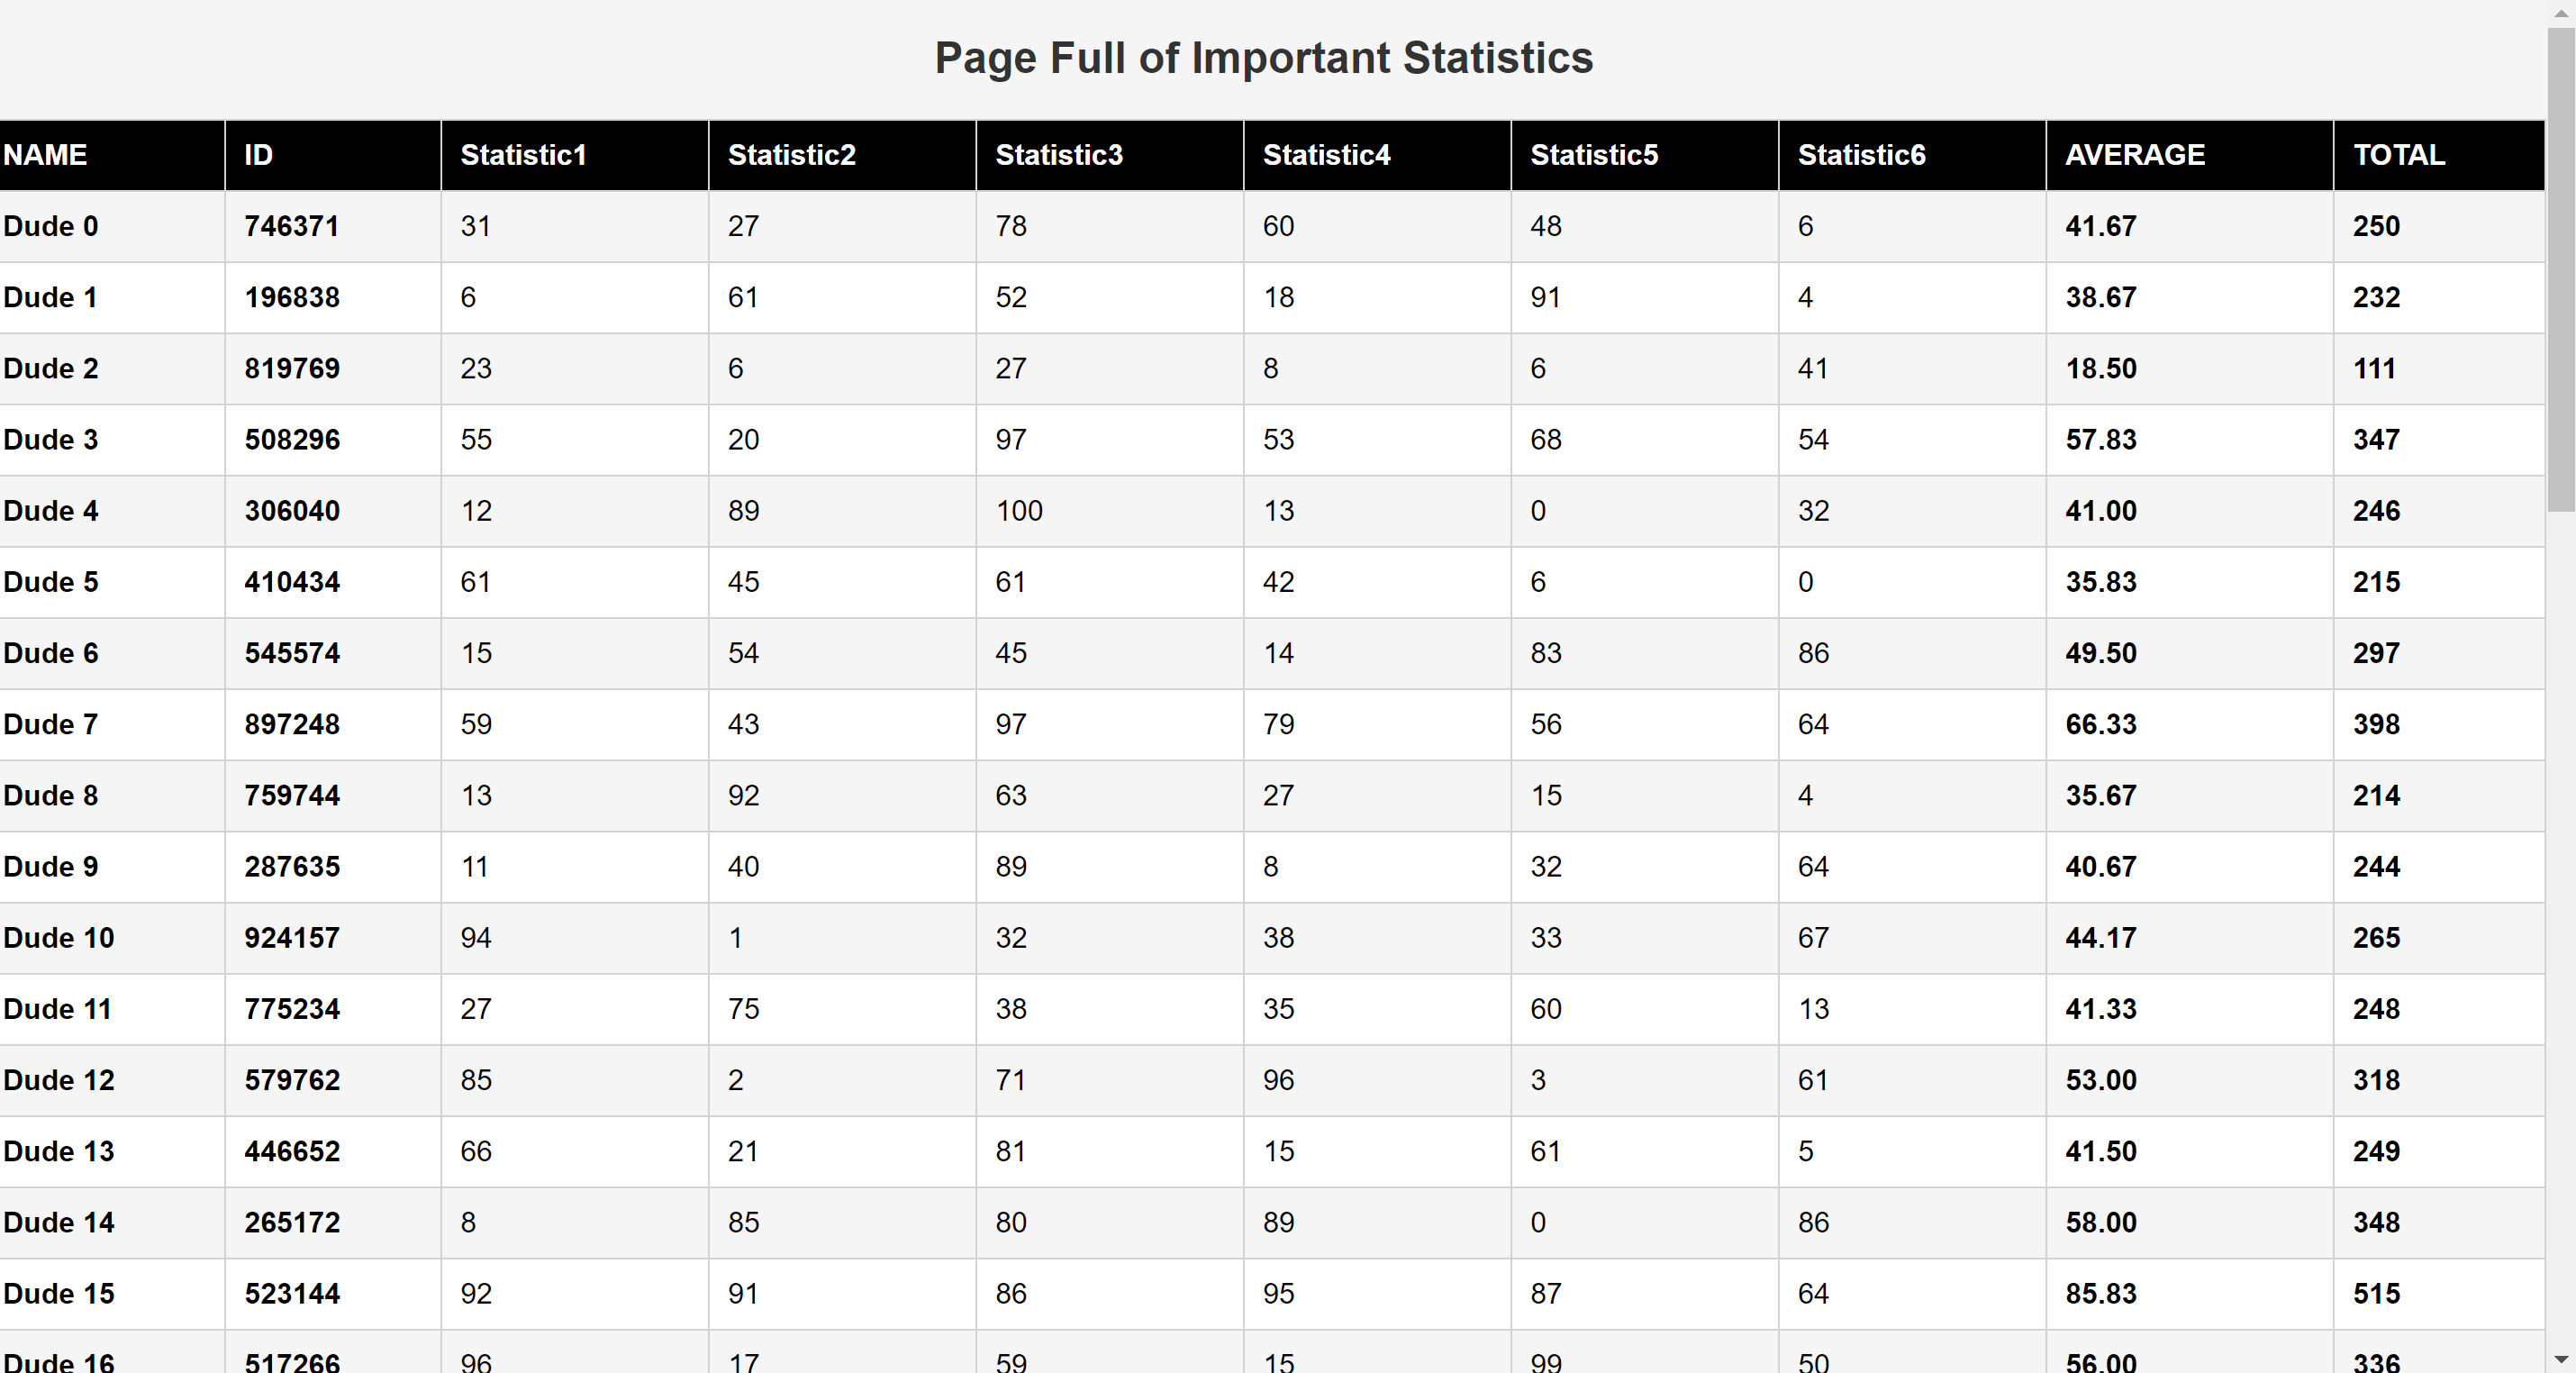 Page Full of Important Statistics
NAME ID Statistic1 Statistic2 Statistic3 Statistic4 Statistic5 Statistic6 AVERAGE TOTAL
Dude 0 746371 31 27 78 60 48 6 41.67 250
Dude 1 196838 6 61 52 18 91 4 38.67 232
Dude 2 819769 23 6 27 8 6 41 18.50 111
Dude 3 508296 55 20 97 53 68 54 57.83 347
Dude 4 306040 12 89 100 13 0 32 41.00 246
Dude 5 410434 61 45 61 42 6 0 35.83 215
Dude 6 545574 15 54 45 14 83 86 49.50 297
Dude 7 897248 59 43 97 79 56 64 66.33 398
Dude 8 759744 13 92 63 27 15 4 35.67 214
Dude 9 287635 11 40 89 8 32 64 40.67 244
Dude 10 924157 94 1 32 38 33 67 44.17 265
Dude 11 775234 27 75 38 35 60 13 41.33 248
Dude 12 579762 85 2 71 96 3 61 53.00 318
Dude 13 446652 66 21 81 15 61 5 41.50 249
Dude 14 265172 8 85 80 89 0 86 58.00 348
Dude 15 523144 92 91 86 95 87 64 85.83 515
Dude 16 517266 96 17 59 15 99 50 56.00 336